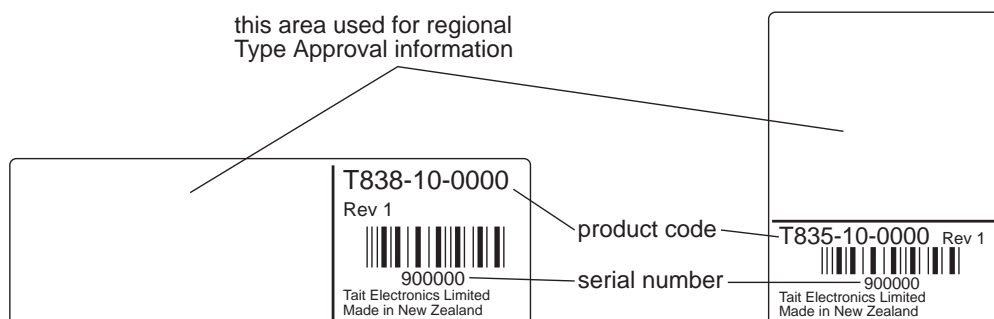 this area used for regional
Type Approval information
T838-10-0000
Rev 1
900000
Tait Electronics Limited
Made in New Zealand
product code
serial number
T835-10-0000 Rev 1
900000
Tait Electronics Limited
Made in New Zealand